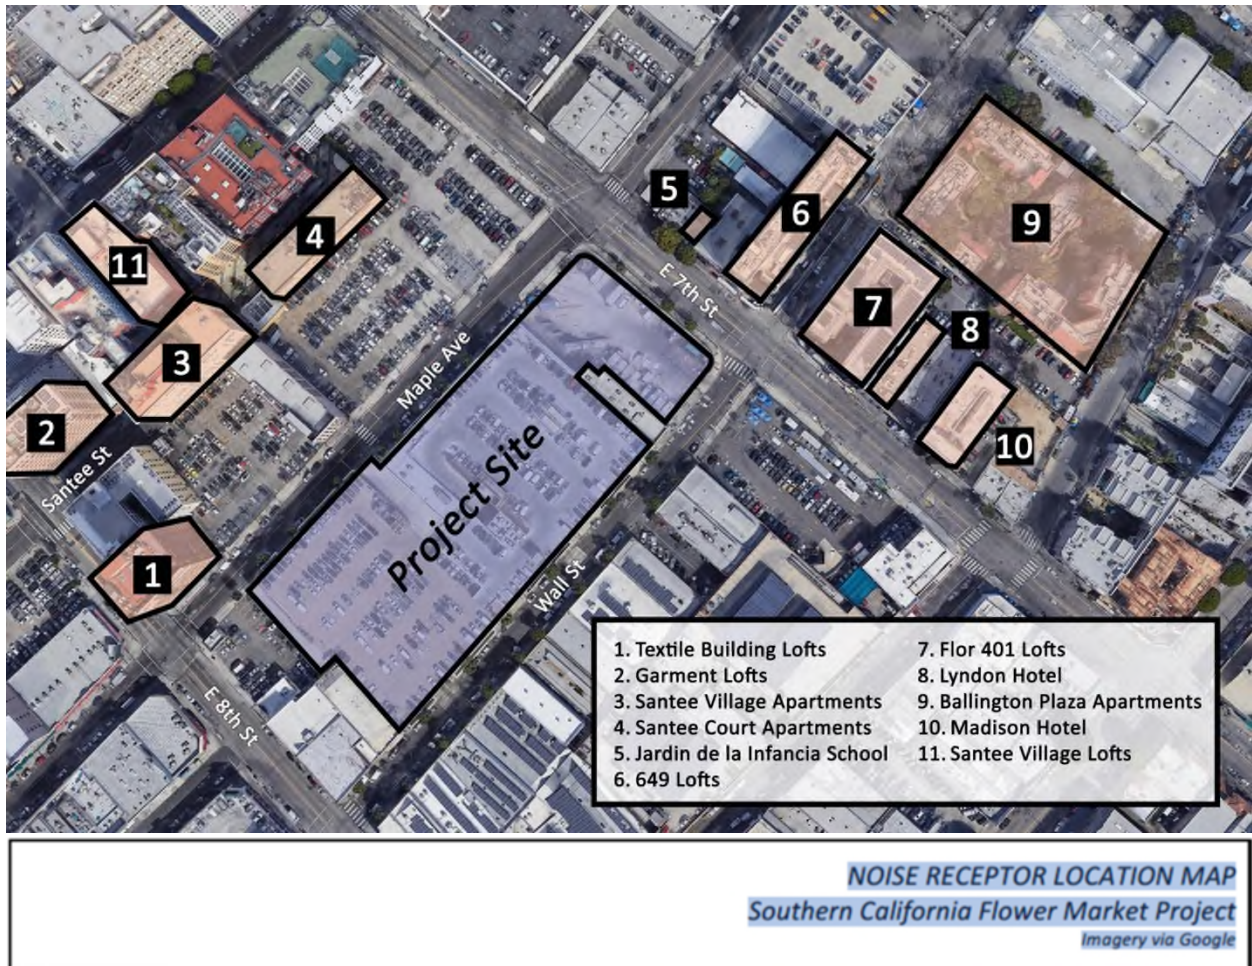 5
6
4
9
11
E 7th St
7
8
3
Maple Ave
2
10
Santee St
Project Site
1
Wall St
E 8th St
1. Textile Building Lofts
2. Garment Lofts
3. Santee Village Apartments
4. Santee Court Apartments
5. Jardin de la Infancia School
6. 649 Lofts
7. Flor 401 Lofts
8. Lyndon Hotel
9. Ballington Plaza Apartments
10. Madison Hotel
11. Santee Village Lofts
NOISE RECEPTOR LOCATION MAP
Southern California Flower Market Project
Imagery via Google